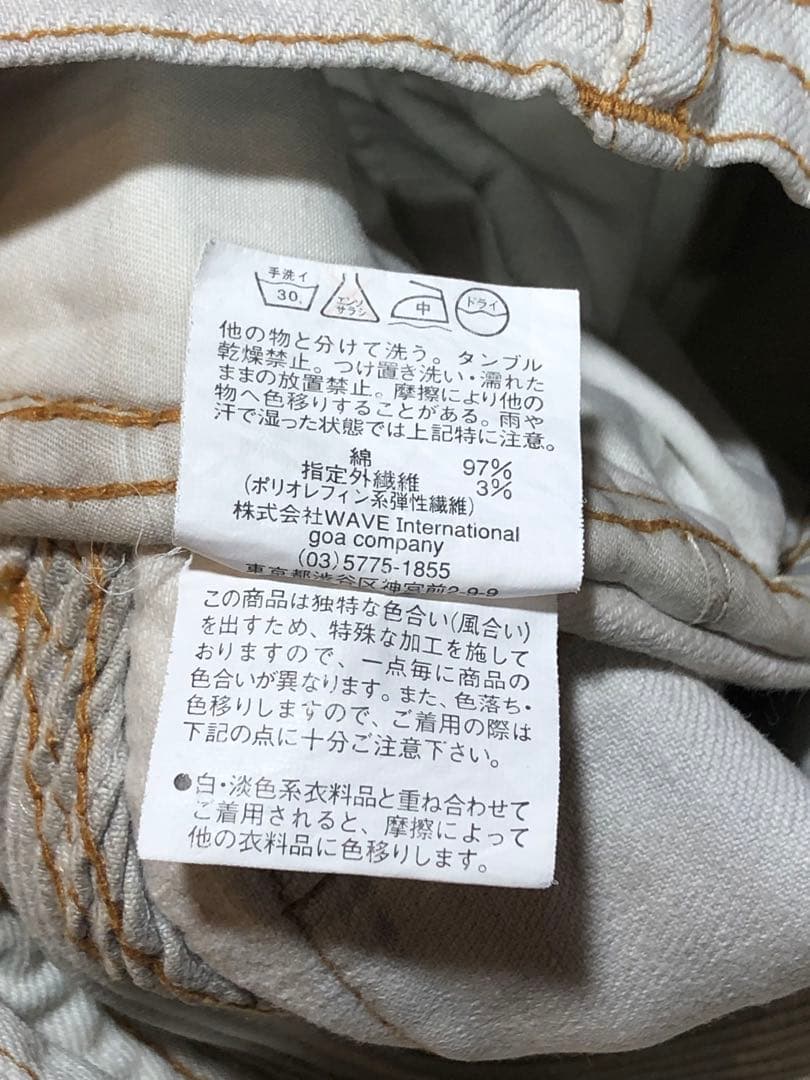 手洗イ
30
エンソ
サラシ
中
ドライ
他の物と分けて洗う。タンブル
乾燥禁止。つけ置き洗い・濡れた
ままの放置禁止。摩擦により他の
物へ色移りすることがある。雨や
汗で湿った状態では上記特に注意。
綿 97%
指定外繊維 3%
(ポリオレフィン系弾性繊維)
株式会社WAVE International
goa company
(03) 5775-1855
東京都渋谷区神宮前2-9-9
この商品は独特な色合い(風合い)
を出すため、特殊な加工を施して
おりますので、一点毎に商品の
色合いが異なります。また、色落ち・
色移りしますので、ご着用の際は
下記の点に十分ご注意下さい。
●白・淡色系衣料品と重ね合わせて
ご着用されると、摩擦によって
他の衣料品に色移りします。